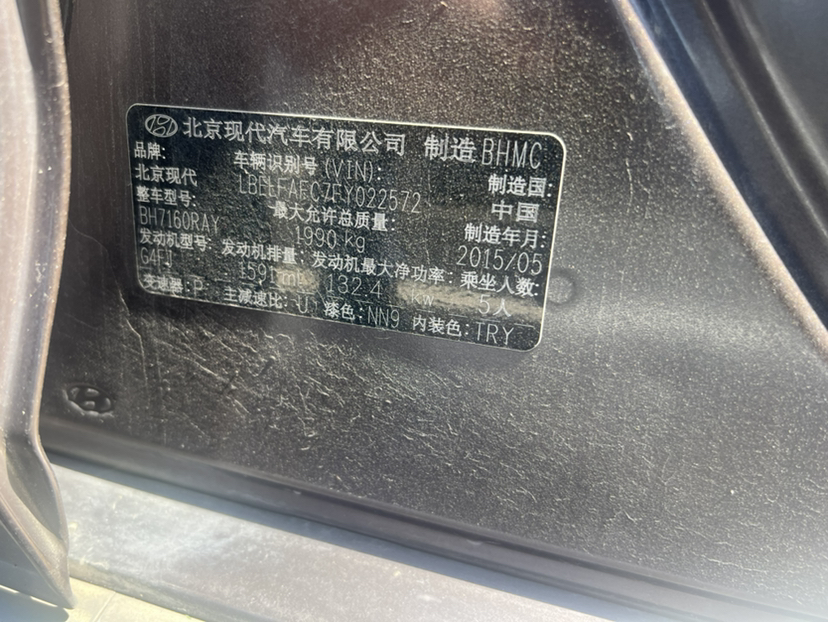 北京现代汽车有限公司 制造 BHMC
品牌: 车辆识别号(VIN): 制造国:
北京现代 LBELFAFC7FY022572 中国
整车型号: 最大允许总质量: 制造年月:
BH7160RAY 1990 kg 2015/05
发动机型号: 发动机排量: 发动机最大净功率: 乘坐人数:
G4FJ 1591 mL 132.4 kw 5人
变速器: P 主减速比: U 漆色: NN9 内装色: TRY